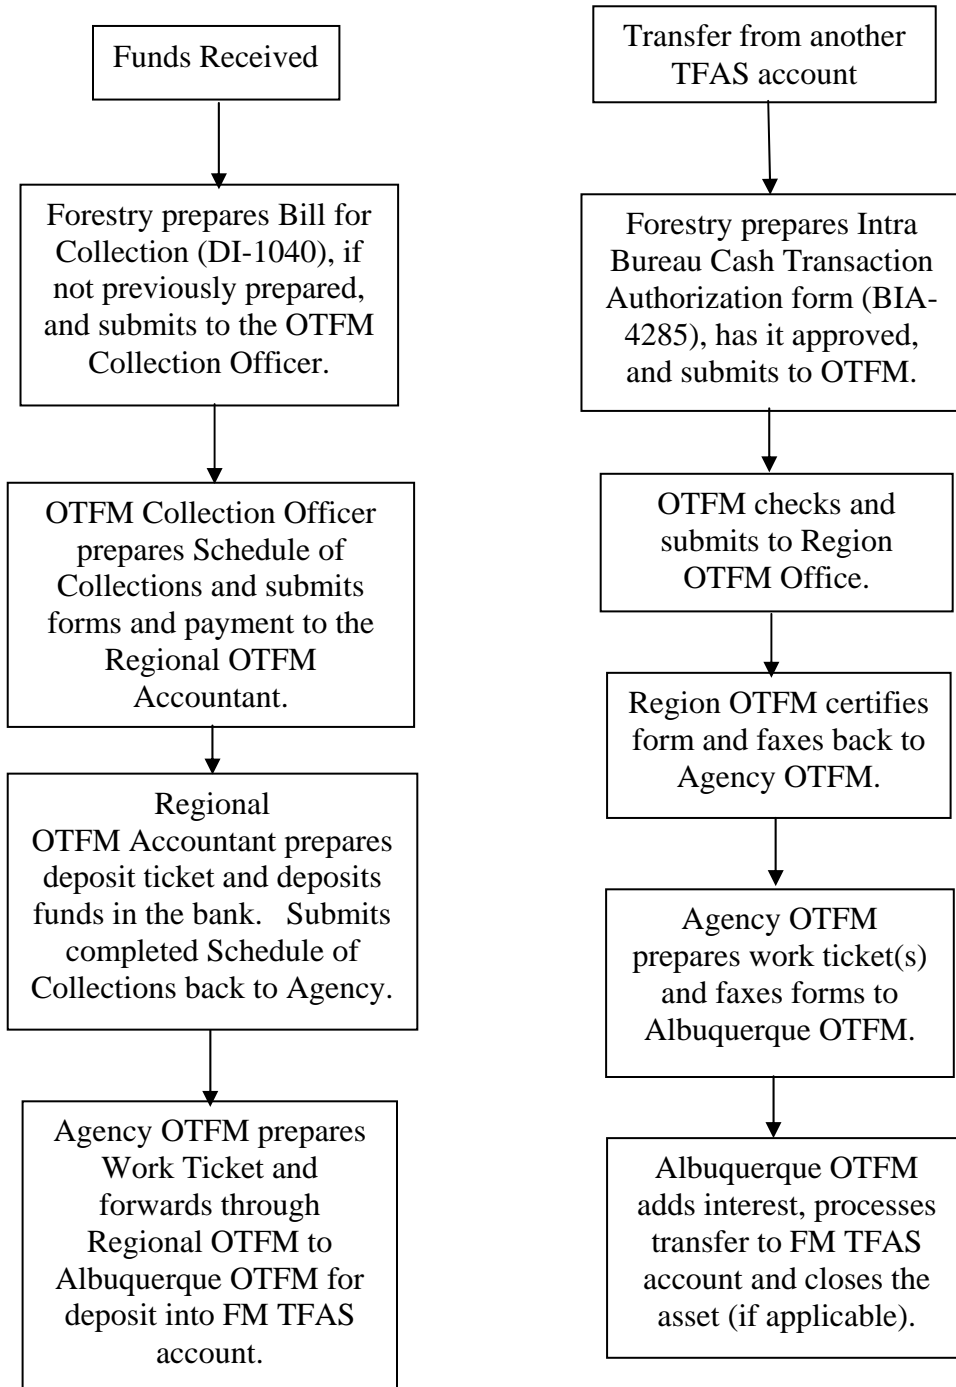 Funds Received
Forestry prepares Bill for
Collection (DI-1040), if
not previously prepared,
and submits to the OTFM
Collection Officer.
OTFM Collection Officer
prepares Schedule of
Collections and submits
forms and payment to the
Regional OTFM
Accountant.
Regional
OTFM Accountant prepares
deposit ticket and deposits
funds in the bank.   Submits
completed Schedule of
Collections back to Agency.
Agency OTFM prepares
Work Ticket and
forwards through
Regional OTFM to
Albuquerque OTFM for
deposit into FM TFAS
account.
Transfer from another
TFAS account
Forestry prepares Intra
Bureau Cash Transaction
Authorization form (BIA-
4285), has it approved,
and submits to OTFM.
OTFM checks and
submits to Region
OTFM Office.
Region OTFM certifies
form and faxes back to
Agency OTFM.
Agency OTFM
prepares work ticket(s)
and faxes forms to
Albuquerque OTFM.
Albuquerque OTFM
adds interest, processes
transfer to FM TFAS
account and closes the
asset (if applicable).